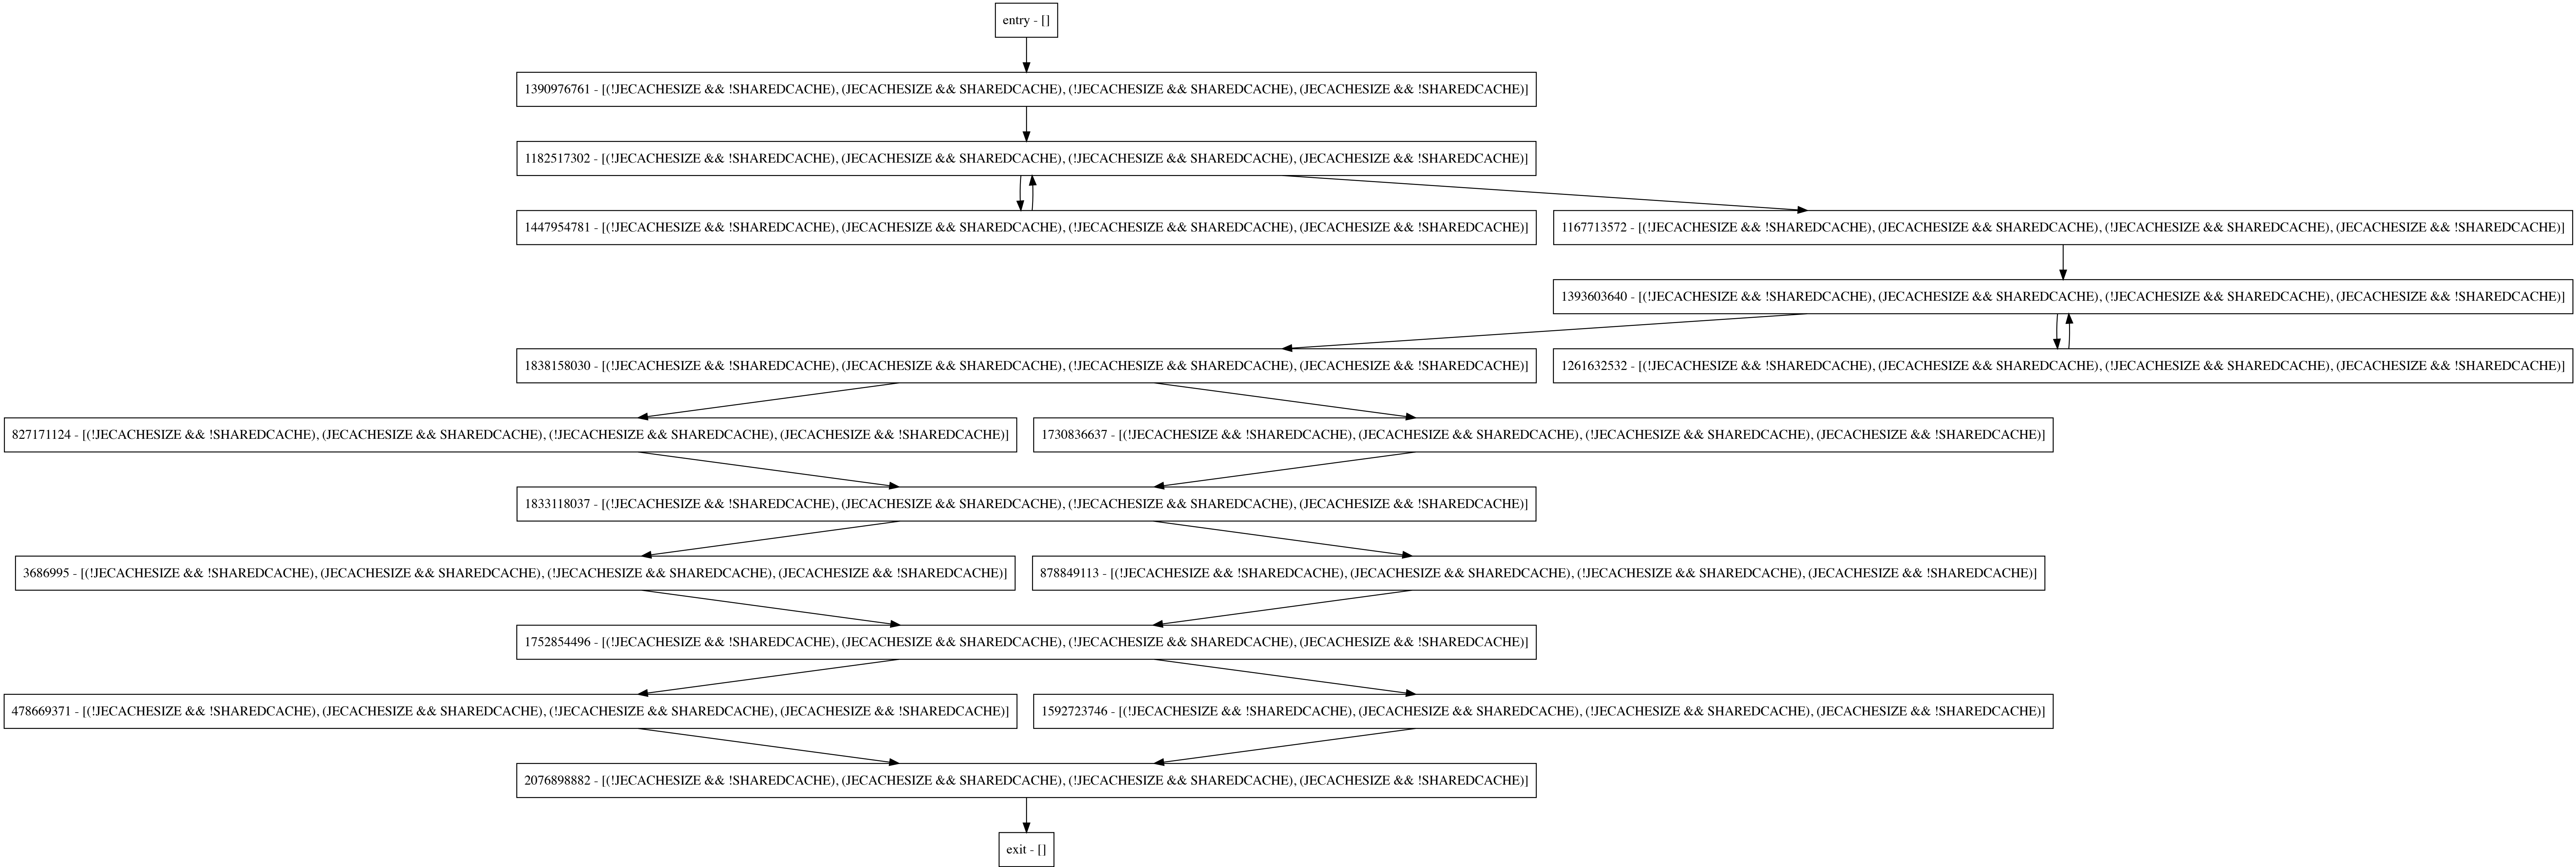 entry - []
1390976761 - [(!JECACHESIZE && !SHAREDCACHE), (JECACHESIZE && SHAREDCACHE), (!JECACHESIZE && SHAREDCACHE), (JECACHESIZE && !SHAREDCACHE)]
1182517302 - [(!JECACHESIZE && !SHAREDCACHE), (JECACHESIZE && SHAREDCACHE), (!JECACHESIZE && SHAREDCACHE), (JECACHESIZE && !SHAREDCACHE)]
1447954781 - [(!JECACHESIZE && !SHAREDCACHE), (JECACHESIZE && SHAREDCACHE), (!JECACHESIZE && SHAREDCACHE), (JECACHESIZE && !SHAREDCACHE)]
1167713572 - [(!JECACHESIZE && !SHAREDCACHE), (JECACHESIZE && SHAREDCACHE), (!JECACHESIZE && SHAREDCACHE), (JECACHESIZE && !SHAREDCACHE)]
1393603640 - [(!JECACHESIZE && !SHAREDCACHE), (JECACHESIZE && SHAREDCACHE), (!JECACHESIZE && SHAREDCACHE), (JECACHESIZE && !SHAREDCACHE)]
1838158030 - [(!JECACHESIZE && !SHAREDCACHE), (JECACHESIZE && SHAREDCACHE), (!JECACHESIZE && SHAREDCACHE), (JECACHESIZE && !SHAREDCACHE)]
1261632532 - [(!JECACHESIZE && !SHAREDCACHE), (JECACHESIZE && SHAREDCACHE), (!JECACHESIZE && SHAREDCACHE), (JECACHESIZE && !SHAREDCACHE)]
827171124 - [(!JECACHESIZE && !SHAREDCACHE), (JECACHESIZE && SHAREDCACHE), (!JECACHESIZE && SHAREDCACHE), (JECACHESIZE && !SHAREDCACHE)]
1730836637 - [(!JECACHESIZE && !SHAREDCACHE), (JECACHESIZE && SHAREDCACHE), (!JECACHESIZE && SHAREDCACHE), (JECACHESIZE && !SHAREDCACHE)]
1833118037 - [(!JECACHESIZE && !SHAREDCACHE), (JECACHESIZE && SHAREDCACHE), (!JECACHESIZE && SHAREDCACHE), (JECACHESIZE && !SHAREDCACHE)]
3686995 - [(!JECACHESIZE && !SHAREDCACHE), (JECACHESIZE && SHAREDCACHE), (!JECACHESIZE && SHAREDCACHE), (JECACHESIZE && !SHAREDCACHE)]
878849113 - [(!JECACHESIZE && !SHAREDCACHE), (JECACHESIZE && SHAREDCACHE), (!JECACHESIZE && SHAREDCACHE), (JECACHESIZE && !SHAREDCACHE)]
1752854496 - [(!JECACHESIZE && !SHAREDCACHE), (JECACHESIZE && SHAREDCACHE), (!JECACHESIZE && SHAREDCACHE), (JECACHESIZE && !SHAREDCACHE)]
478669371 - [(!JECACHESIZE && !SHAREDCACHE), (JECACHESIZE && SHAREDCACHE), (!JECACHESIZE && SHAREDCACHE), (JECACHESIZE && !SHAREDCACHE)]
1592723746 - [(!JECACHESIZE && !SHAREDCACHE), (JECACHESIZE && SHAREDCACHE), (!JECACHESIZE && SHAREDCACHE), (JECACHESIZE && !SHAREDCACHE)]
2076898882 - [(!JECACHESIZE && !SHAREDCACHE), (JECACHESIZE && SHAREDCACHE), (!JECACHESIZE && SHAREDCACHE), (JECACHESIZE && !SHAREDCACHE)]
exit - []